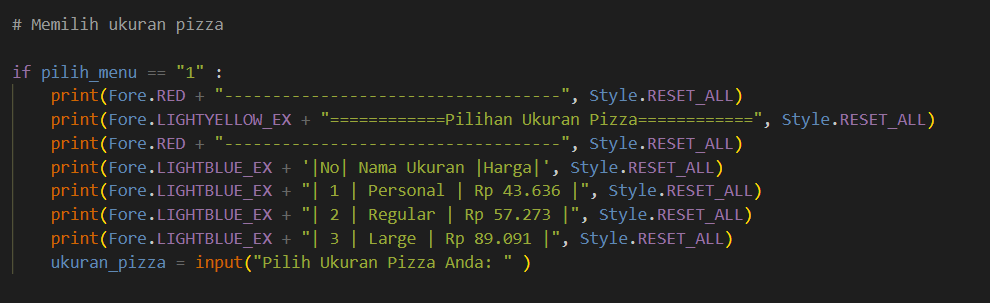 # Memilih ukuran pizza
if pilih_menu == "1" :
    print(Fore.RED + "-----------------------------------", Style.RESET_ALL)
    print(Fore.LIGHTYELLOW_EX + "============Pilihan Ukuran Pizza============", Style.RESET_ALL)
    print(Fore.RED + "-----------------------------------", Style.RESET_ALL)
    print(Fore.LIGHTBLUE_EX + '|No| Nama Ukuran |Harga|', Style.RESET_ALL)
    print(Fore.LIGHTBLUE_EX + "| 1 | Personal | Rp 43.636 |", Style.RESET_ALL)
    print(Fore.LIGHTBLUE_EX + "| 2 | Regular | Rp 57.273 |", Style.RESET_ALL)
    print(Fore.LIGHTBLUE_EX + "| 3 | Large | Rp 89.091 |", Style.RESET_ALL)
    ukuran_pizza = input("Pilih Ukuran Pizza Anda: " )